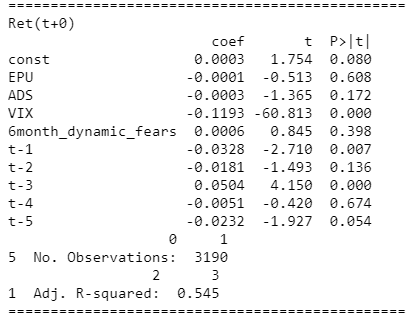 ==============================================
Ret(t+0)
coef t P>|t|
const 0.0003 1.754 0.080
EPU -0.0001 -0.513 0.608
ADS -0.0003 -1.365 0.172
VIX -0.1193 -60.813 0.000
6month_dynamic_fears 0.0006 0.845 0.398
t-1 -0.0328 -2.710 0.007
t-2 -0.0181 -1.493 0.136
t-3 0.0504 4.150 0.000
t-4 -0.0051 -0.420 0.674
t-5 -0.0232 -1.927 0.054
0 1
5 No. Observations: 3190
2 3
1 Adj. R-squared: 0.545
==============================================